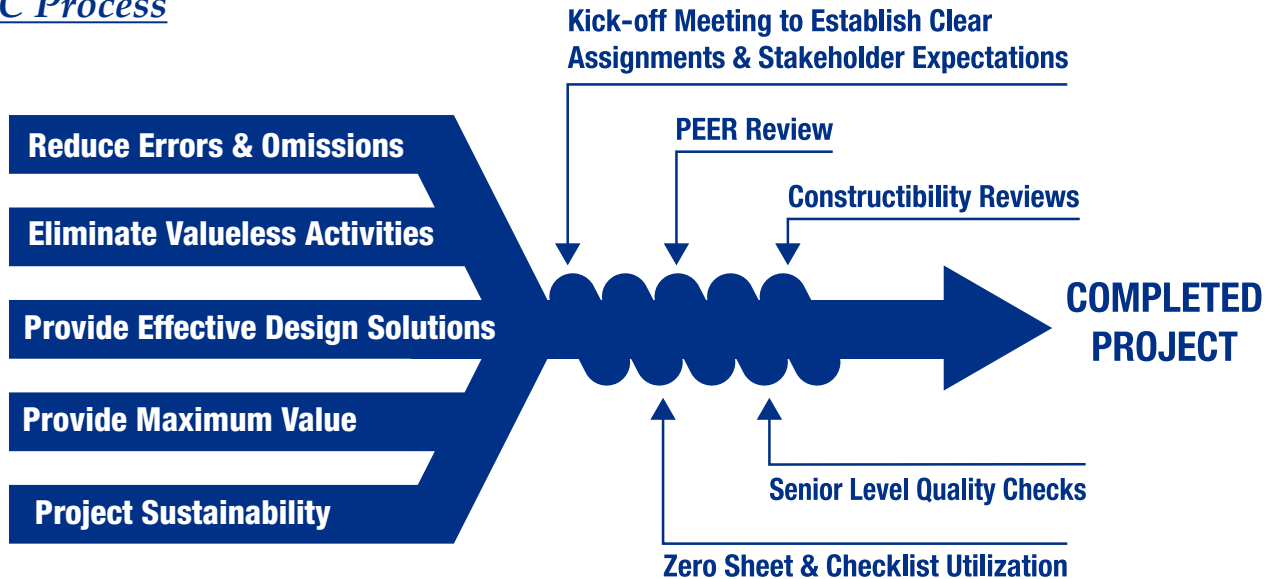 C Process
Kick-off Meeting to Establish Clear
Assignments & Stakeholder Expectations
PEER Review
Constructibility Reviews
Reduce Errors & Omissions
Eliminate Valueless Activities
Provide Effective Design Solutions
Provide Maximum Value
Project Sustainability
COMPLETED
PROJECT
Senior Level Quality Checks
Zero Sheet & Checklist Utilization